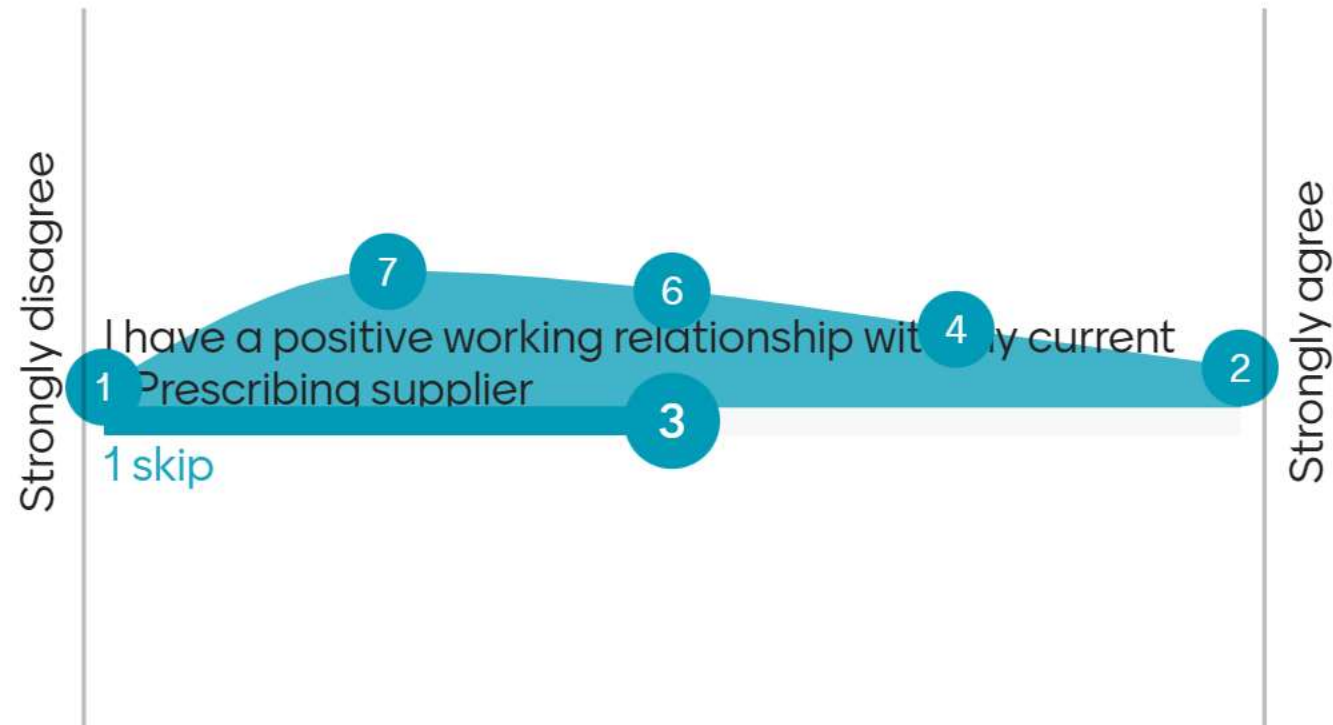 Strongly disagree
7
6
I have a positive working relationship current
4
2
1
Prescribing supplier
3
1 skip
Strongly agree